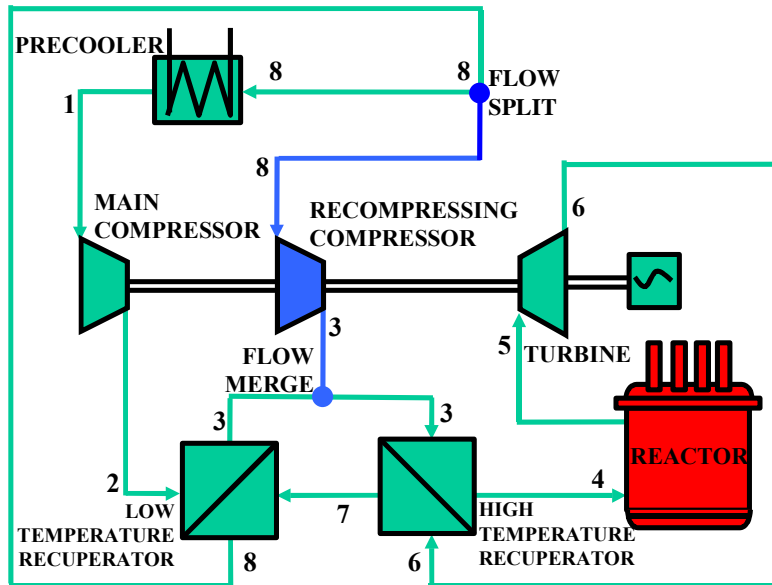 PRECOOLER
8
8
FLOW
SPLIT
1
8
6
MAIN
COMPRESSOR
RECOMPRESSING
COMPRESSOR
3
5
TURBINE
FLOW
MERGE
3
3
REACTOR
2
LOW
TEMPERATURE
RECUPERATOR
7
HIGH
TEMPERATURE
RECUPERATOR
4
8
6